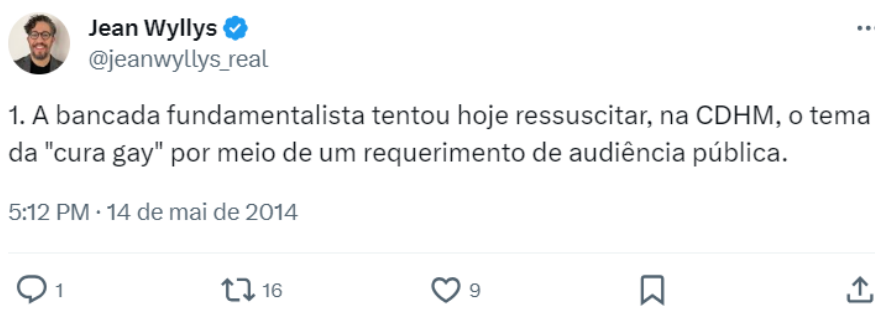 Jean Wyllys
@jeanwyllys_real
1. A bancada fundamentalista tentou hoje ressuscitar, na CDHM, o tema
da "cura gay" por meio de um requerimento de audiência pública.
5:12 PM · 14 de mai de 2014
1 16 9